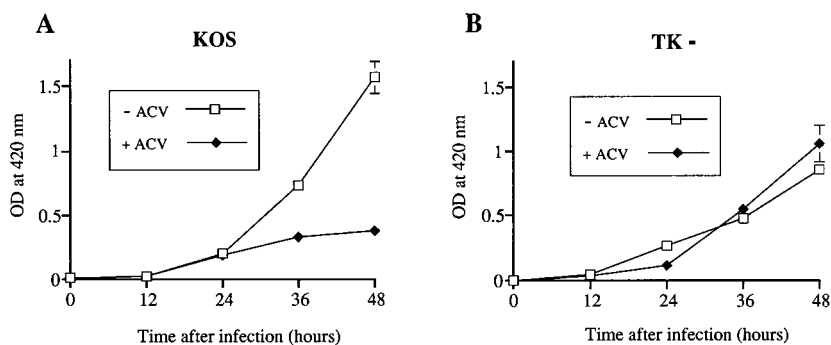 A
KOS
OD at 420 nm
1.5
1
0.5
0
- ACV
+ ACV
0 12 24 36 48
Time after infection (hours)
B
TK -
OD at 420 nm
1.5
1
0.5
0
- ACV
+ ACV
0 12 24 36 48
Time after infection (hours)